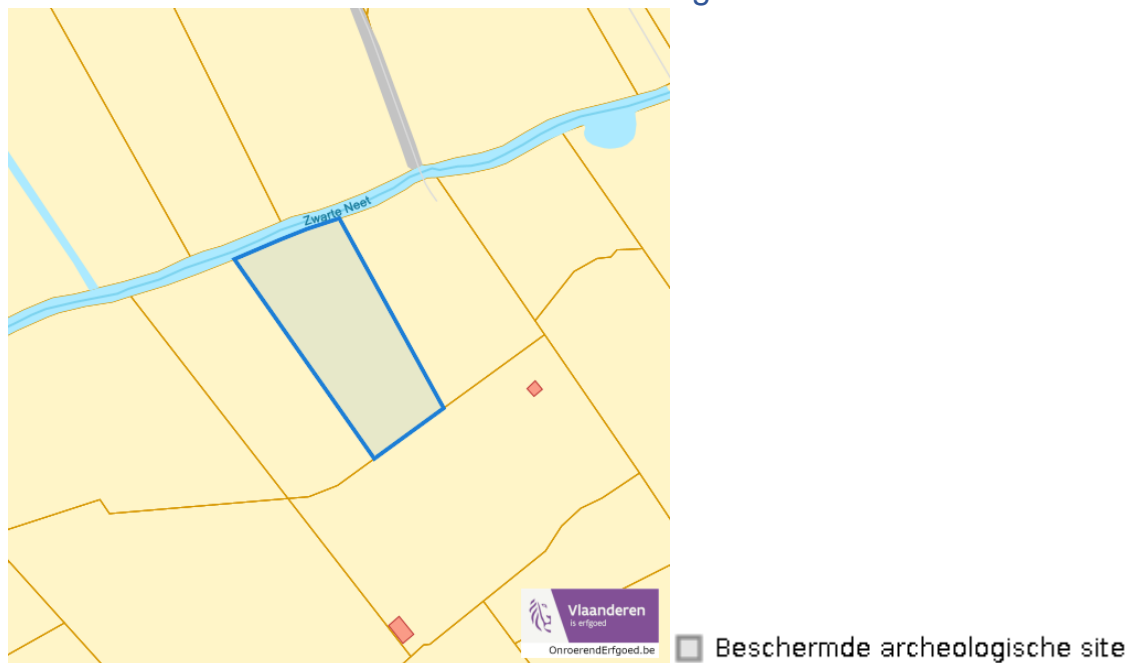 Zwarte Neet
Vlaanderen
is erfgoed
OnroerendErfgoed.be
Beschermde archeologische site